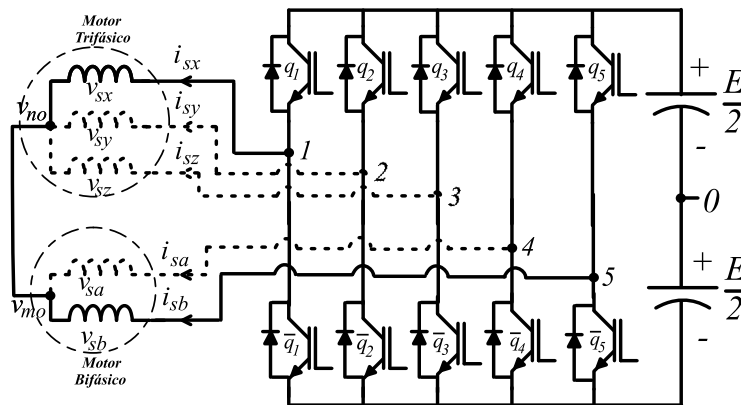 Motor
Trifásico
i_sx
v_sx
v_no
i_sy
v_sy
i_sz
v_sz
q_1
q_2
q_3
q_4
q_5
+
E/2
-
1
2
3
0
4
5
i_sa
v_sa
i_sb
v_mo
v_sb
q̅_1
q̅_2
q̅_3
q̅_4
q̅_5
+
E/2
-
Motor
Bifásico